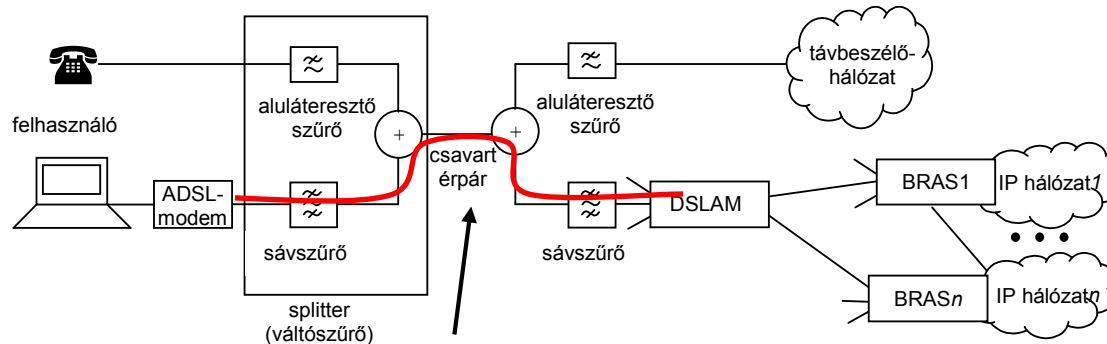 felhasználó
ADSL-
modem
aluláteresztő
szűrő
+
sávszűrő
splitter
(váltószűrő)
csavart
érpár
+
aluláteresztő
szűrő
sávszűrő
távbeszélő-
hálózat
DSLAM
BRAS1
IP hálózat1
BRASn
IP hálózatn